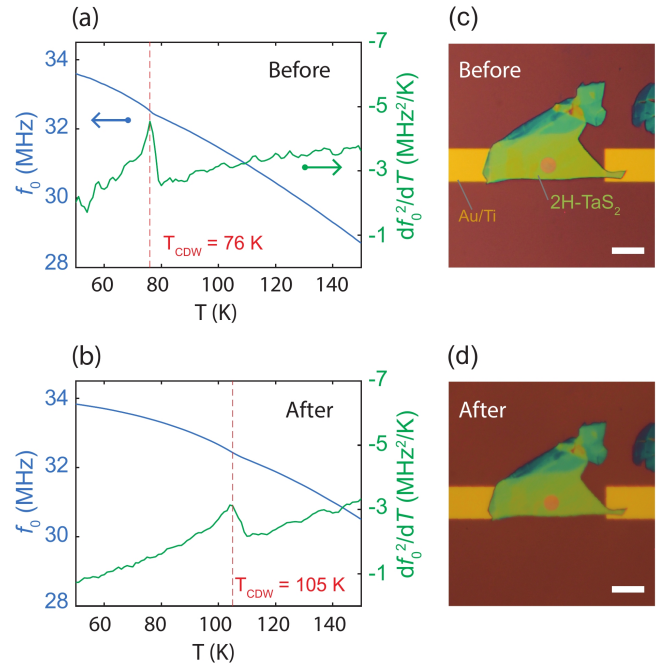 (a)
Before
34
32
30
28
f₀ (MHz)
-7
-5
-3
-1
df₀²/dT (MHz²/K)
T_CDW = 76 K
60 80 100 120 140
T (K)
(c)
Before
Au/Ti
2H-TaS₂
(b)
After
34
32
30
28
f₀ (MHz)
-7
-5
-3
-1
df₀²/dT (MHz²/K)
T_CDW = 105 K
60 80 100 120 140
T (K)
(d)
After